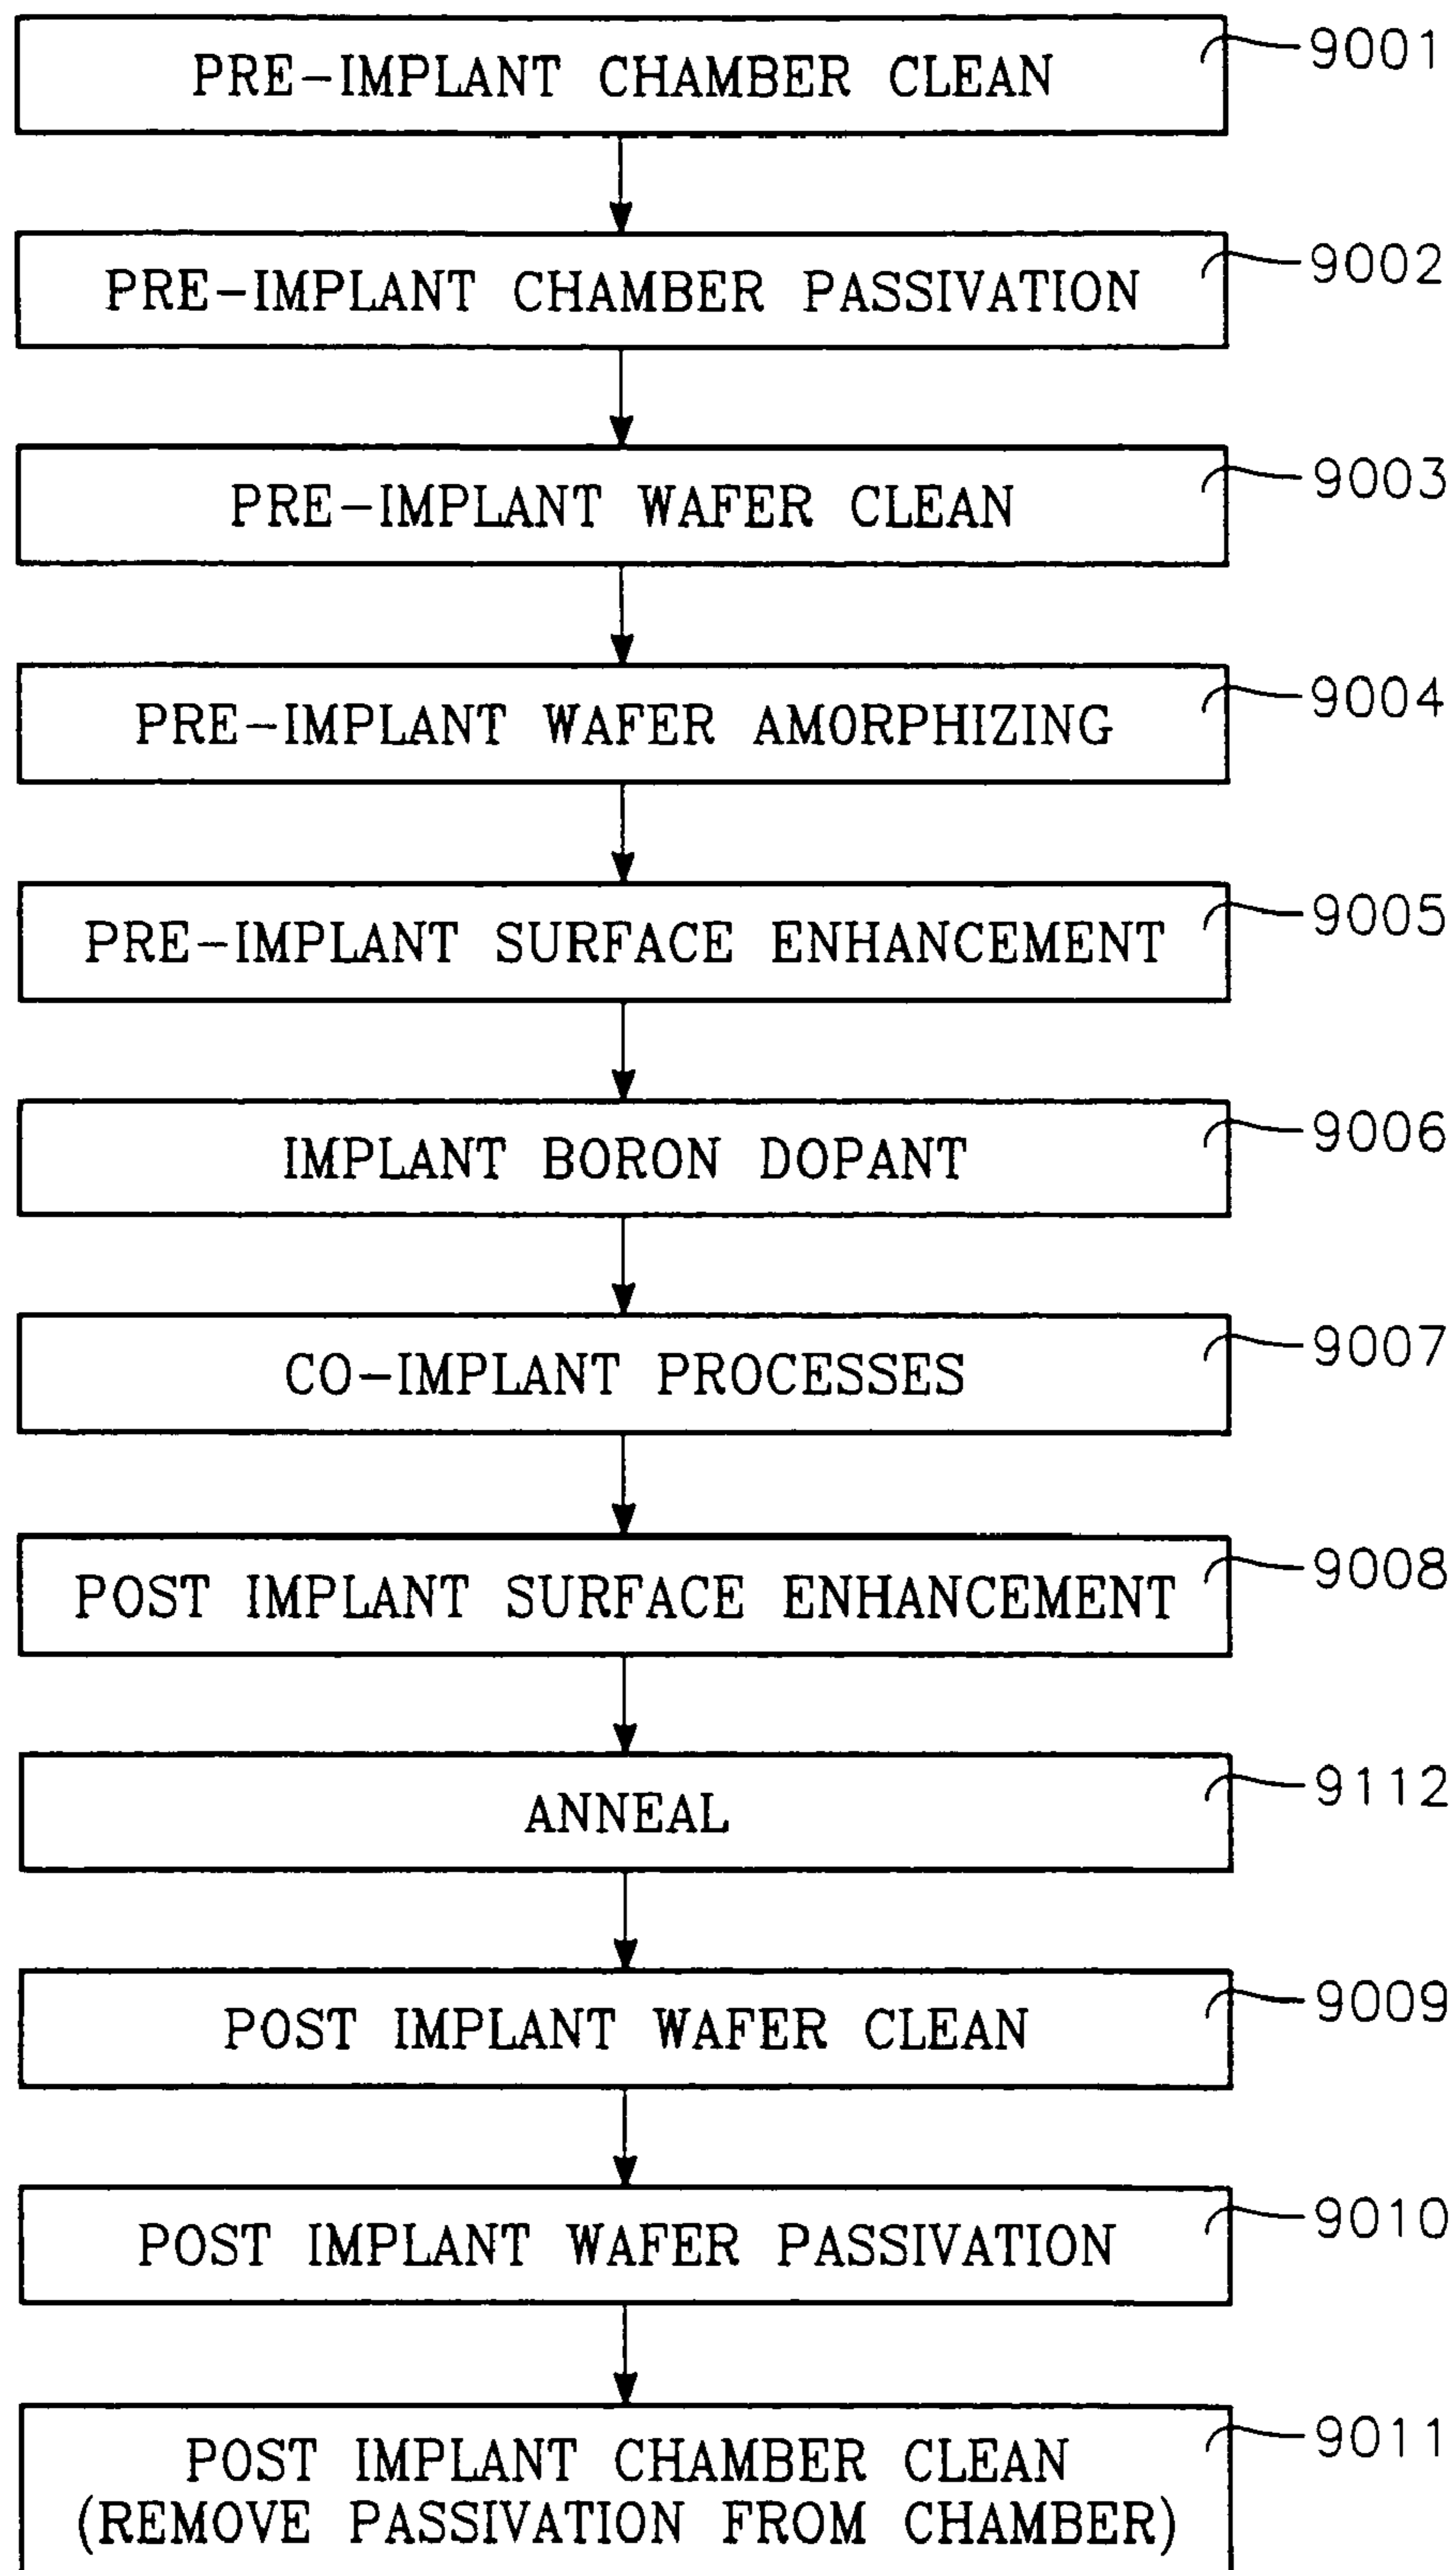 PRE-IMPLANT CHAMBER CLEAN
9001
PRE-IMPLANT CHAMBER PASSIVATION
9002
PRE-IMPLANT WAFER CLEAN
9003
PRE-IMPLANT WAFER AMORPHIZING
9004
PRE-IMPLANT SURFACE ENHANCEMENT
9005
IMPLANT BORON DOPANT
9006
CO-IMPLANT PROCESSES
9007
POST IMPLANT SURFACE ENHANCEMENT
9008
ANNEAL
9112
POST IMPLANT WAFER CLEAN
9009
POST IMPLANT WAFER PASSIVATION
9010
POST IMPLANT CHAMBER CLEAN
9011
(REMOVE PASSIVATION FROM CHAMBER)